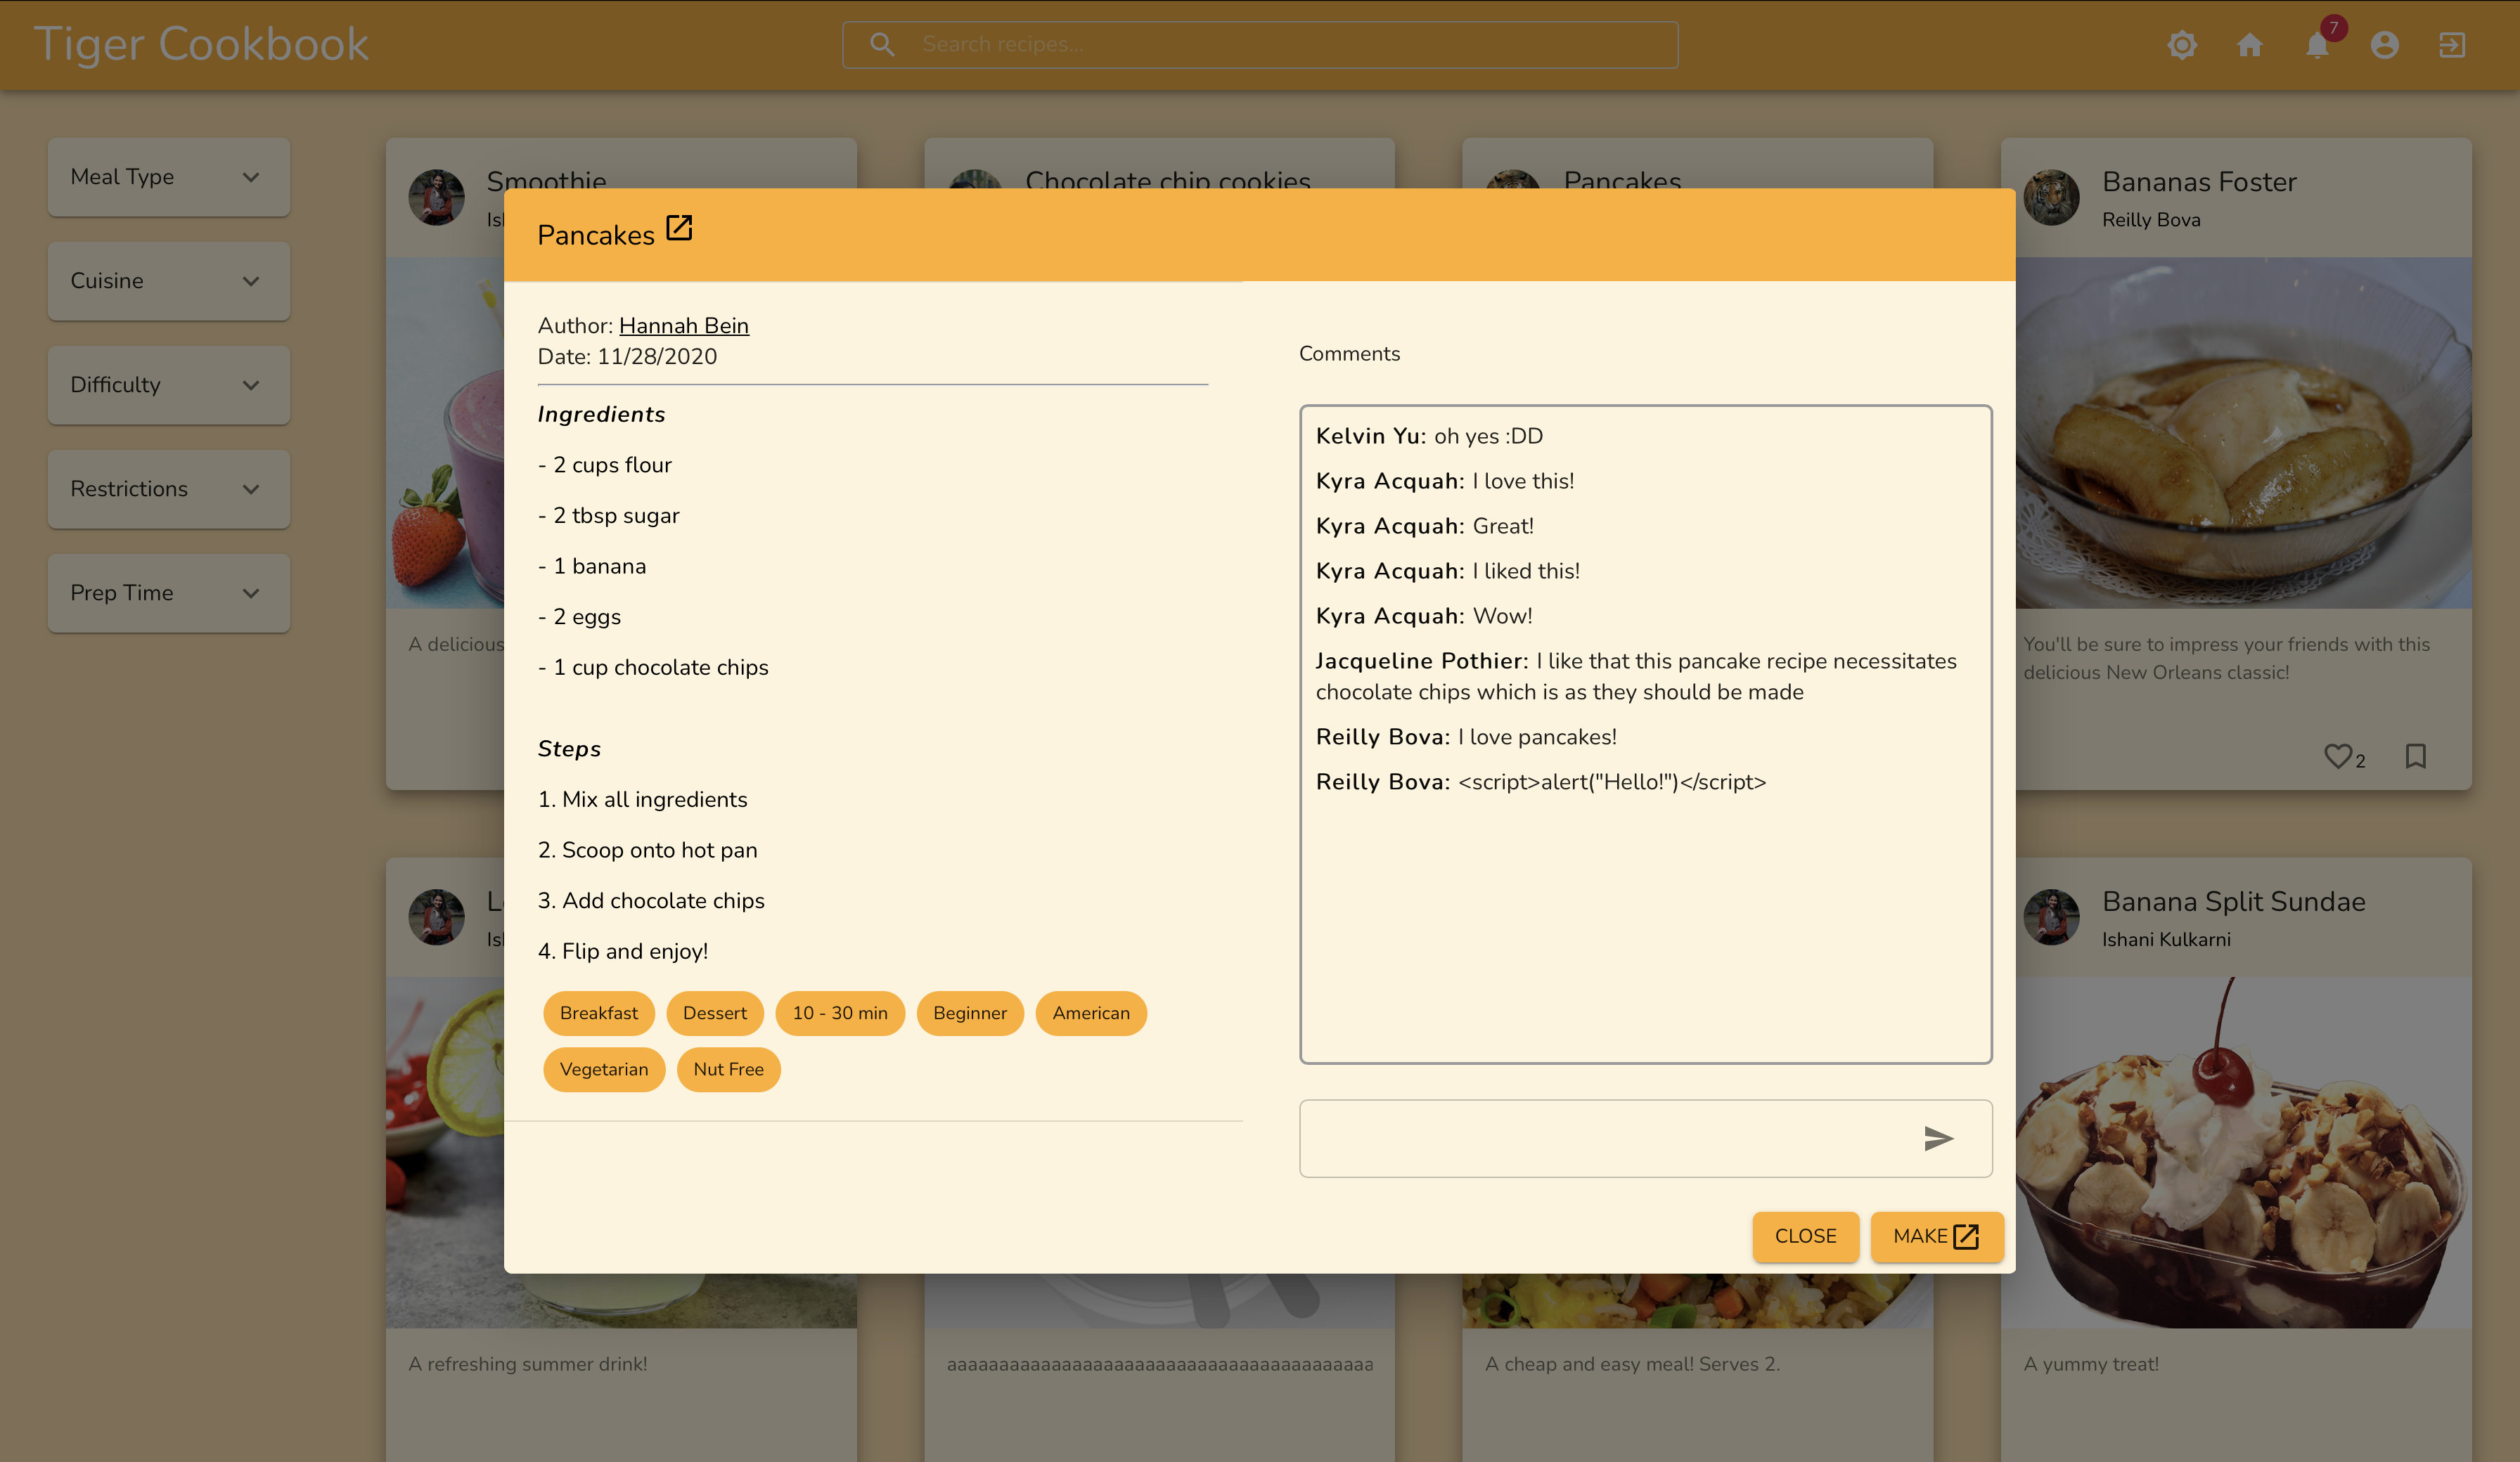 Tiger Cookbook
Search recipes...
7
Meal Type
Cuisine
Difficulty
Restrictions
Prep Time
Smoothie
Chocolate chip cookies
Pancakes
Bananas Foster
Reilly Bova
A delicious
You'll be sure to impress your friends with this
delicious New Orleans classic!
2
Pancakes
Author: Hannah Bein
Date: 11/28/2020
Ingredients
- 2 cups flour
- 2 tbsp sugar
- 1 banana
- 2 eggs
- 1 cup chocolate chips
Steps
1. Mix all ingredients
2. Scoop onto hot pan
3. Add chocolate chips
4. Flip and enjoy!
Breakfast Dessert 10 - 30 min Beginner American
Vegetarian Nut Free
Comments
Kelvin Yu: oh yes :DD
Kyra Acquah: I love this!
Kyra Acquah: Great!
Kyra Acquah: I liked this!
Kyra Acquah: Wow!
Jacqueline Pothier: I like that this pancake recipe necessitates
chocolate chips which is as they should be made
Reilly Bova: I love pancakes!
Reilly Bova: <script>alert("Hello!")</script>
CLOSE
MAKE
Banana Split Sundae
Ishani Kulkarni
A refreshing summer drink!
aaaaaaaaaaaaaaaaaaaaaaaaaaaaaaaaaaaaaaaaa
A cheap and easy meal! Serves 2.
A yummy treat!